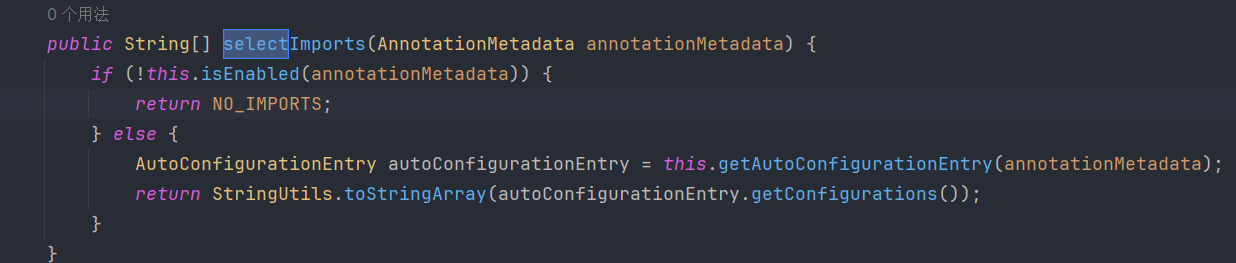 0 个用法
public String[] selectImports(AnnotationMetadata annotationMetadata) {
if (!this.isEnabled(annotationMetadata)) {
return NO_IMPORTS;
} else {
AutoConfigurationEntry autoConfigurationEntry = this.getAutoConfigurationEntry(annotationMetadata);
return StringUtils.toStringArray(autoConfigurationEntry.getConfigurations());
}
}